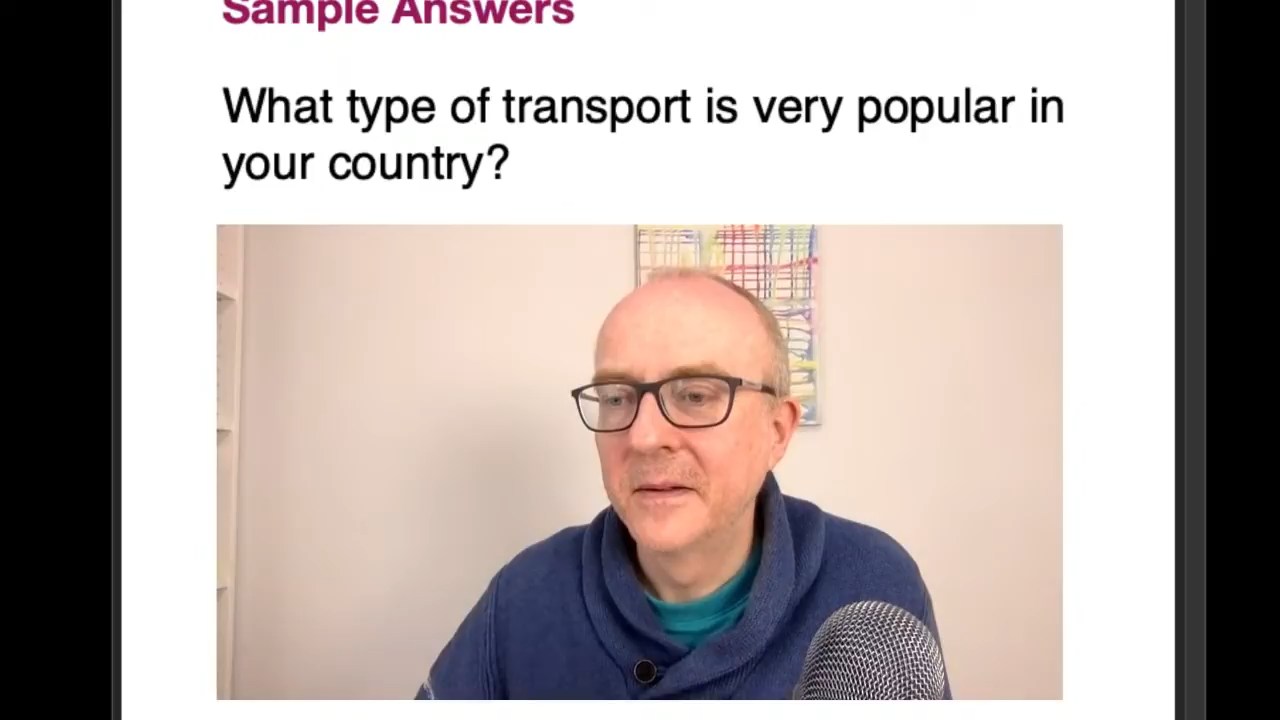 Sample Answers
What type of transport is very popular in
your country?